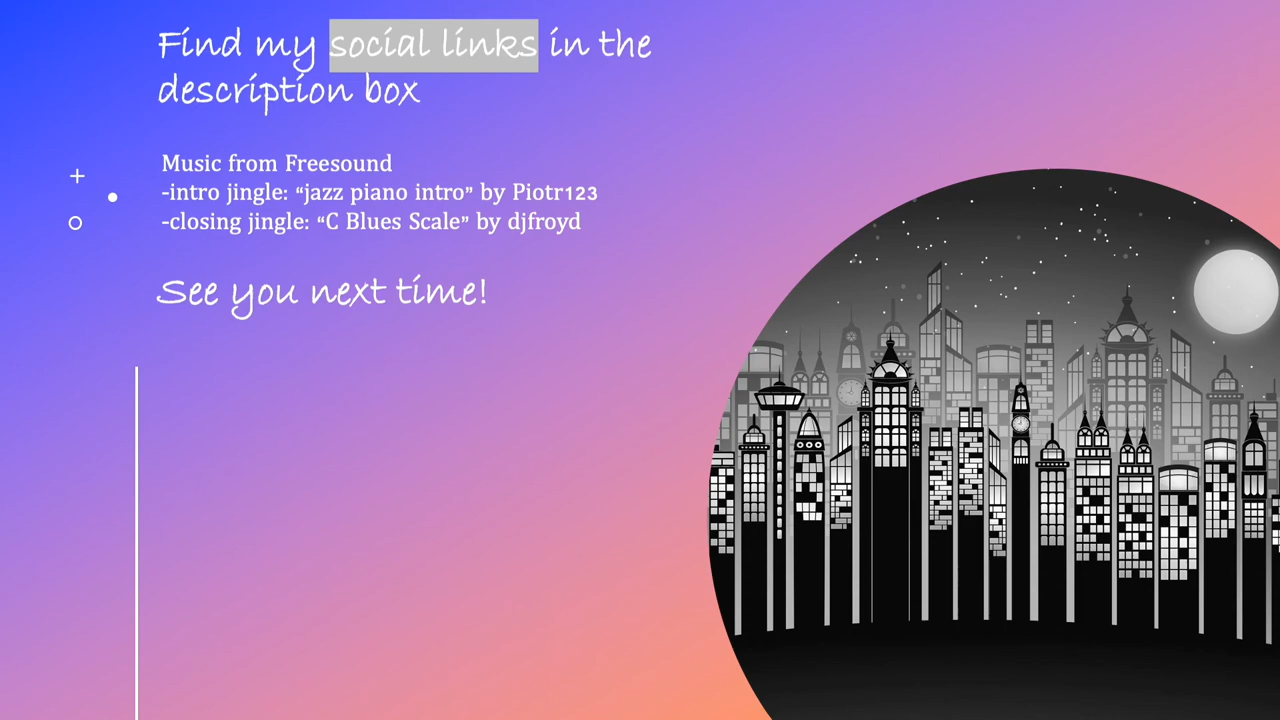 Find my social links in the
description box
Music from Freesound
-intro jingle: “jazz piano intro” by Piotr123
-closing jingle: “C Blues Scale” by djfroyd
See you next time!